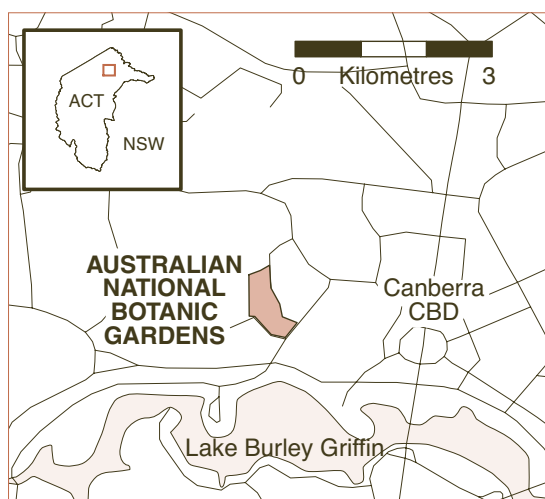 0 Kilometres 3
ACT
NSW
AUSTRALIAN
NATIONAL
BOTANIC
GARDENS
Canberra
CBD
Lake Burley Griffin